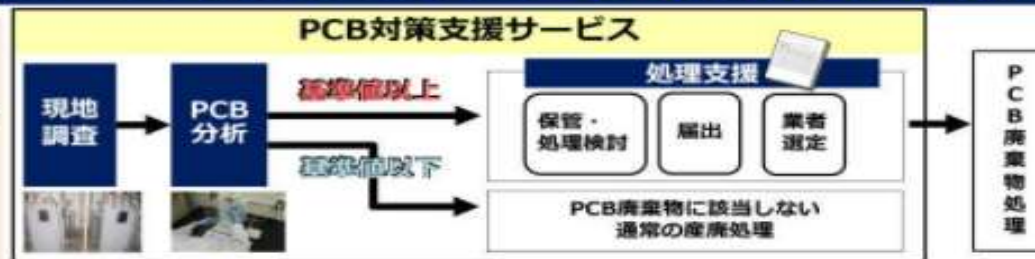 PCB対策支援サービス
現地
調査
PCB
分析
基準値以上
基準値以下
処理支援
保管・
処理検討
届出
業者
選定
PCB廃棄物に該当しない
通常の産廃処理
PCB廃棄物処理